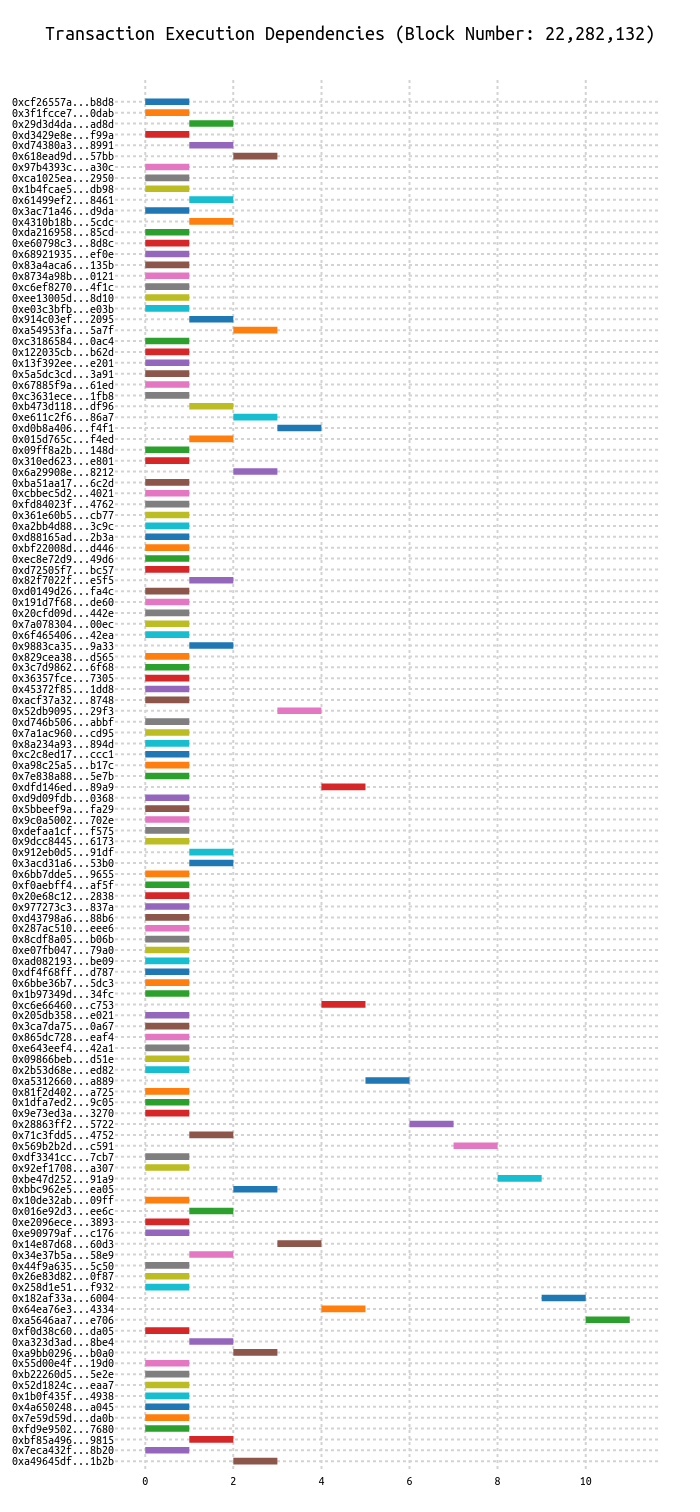 Transaction Execution Dependencies (Block Number: 22,282,132)
0xcf26557a...b8d8
0x3f1fcce7...0dab
0x29d3d4da...ad8d
0xd3429e8e...f99a
0xd74380a3...8991
0x618ead9d...57bb
0x97b4393c...a30c
0xca1025ea...2950
0x1b4fcae5...db98
0x61499ef2...8461
0x3ac71a46...d9da
0x4310b18b...5cdc
0xda216958...85cd
0xe60798c3...8d8c
0x68921935...ef0e
0x83a4aca6...135b
0x8734a98b...0121
0xc6ef8270...4f1c
0xee13005d...8d10
0xe03c3bfb...e03b
0x914c03ef...2095
0xa54953fa...5a7f
0xc3186584...0ac4
0x122035cb...b62d
0x13f392ee...e201
0x5a5dc3cd...3a91
0x67885f9a...61ed
0xc3631ece...1fb8
0xb473d118...df96
0xe611c2f6...86a7
0xd0b8a406...f4f1
0x015d765c...f4ed
0x09ff8a2b...148d
0x310ed623...e801
0x6a29908e...8212
0xba51aa17...6c2d
0xcbbec5d2...4021
0xfd84023f...4762
0x361e60b5...cb77
0xa2bb4d88...3c9c
0xd88165ad...2b3a
0xbf22008d...d446
0xec8e72d9...49d6
0xd72505f7...bc57
0x82f7022f...e5f5
0xd0149d26...fa4c
0x191d7f68...de60
0x20cfd09d...442e
0x7a078304...00ec
0x6f465406...42ea
0x9883ca35...9a33
0x829cea38...d565
0x3c7d9862...6f68
0x36357fce...7305
0x45372f85...1dd8
0xacf37a32...8748
0x52db9095...29f3
0xd746b506...abbf
0x7a1ac960...cd95
0x8a234a93...894d
0xc2c8ed17...ccc1
0xa98c25a5...b17c
0x7e838a88...5e7b
0xdfd146ed...89a9
0xd9d09fdb...0368
0x5bbeef9a...fa29
0x9c0a5002...702e
0xdefaa1cf...f575
0x9dcc8445...6173
0x912eb0d5...91df
0x3acd31a6...53b0
0x6bb7dde5...9655
0xf0aebff4...af5f
0x20e68c12...2838
0x977273c3...837a
0xd43798a6...88b6
0x287ac510...eee6
0x8cdf8a05...b06b
0xe07fb047...79a0
0xad082193...be09
0xdf4f68ff...d787
0x6bbe36b7...5dc3
0x1b97349d...34fc
0xc6e66460...c753
0x205db358...e021
0x3ca7da75...0a67
0x865dc728...eaf4
0xe643eef4...42a1
0x09866beb...d51e
0x2b53d68e...ed82
0xa5312660...a889
0x81f2d402...a725
0x1dfa7ed2...9c05
0x9e73ed3a...3270
0x28863ff2...5722
0x71c3fdd5...4752
0x569b2b2d...c591
0xdf3341cc...7cb7
0x92ef1708...a307
0xbe47d252...91a9
0xbbc962e5...ea05
0x10de32ab...09ff
0x016e92d3...ee6c
0xe2096ece...3893
0xe90979af...c176
0x14e87d68...60d3
0x34e37b5a...58e9
0x44f9a635...5c50
0x26e83d82...0f87
0x258d1e51...f932
0x182af33a...6004
0x64ea76e3...4334
0xa5646aa7...e706
0xf0d38c60...da05
0xa323d3ad...8be4
0xa9bb0296...b0a0
0x55d00e4f...19d0
0xb22260d5...5e2e
0x52d1824c...eaa7
0x1b0f435f...4938
0x4a650248...a045
0x7e59d59d...da0b
0xfd9e9502...7680
0xbf85a496...9815
0x7eca432f...8b20
0xa49645df...1b2b
0 2 4 6 8 10